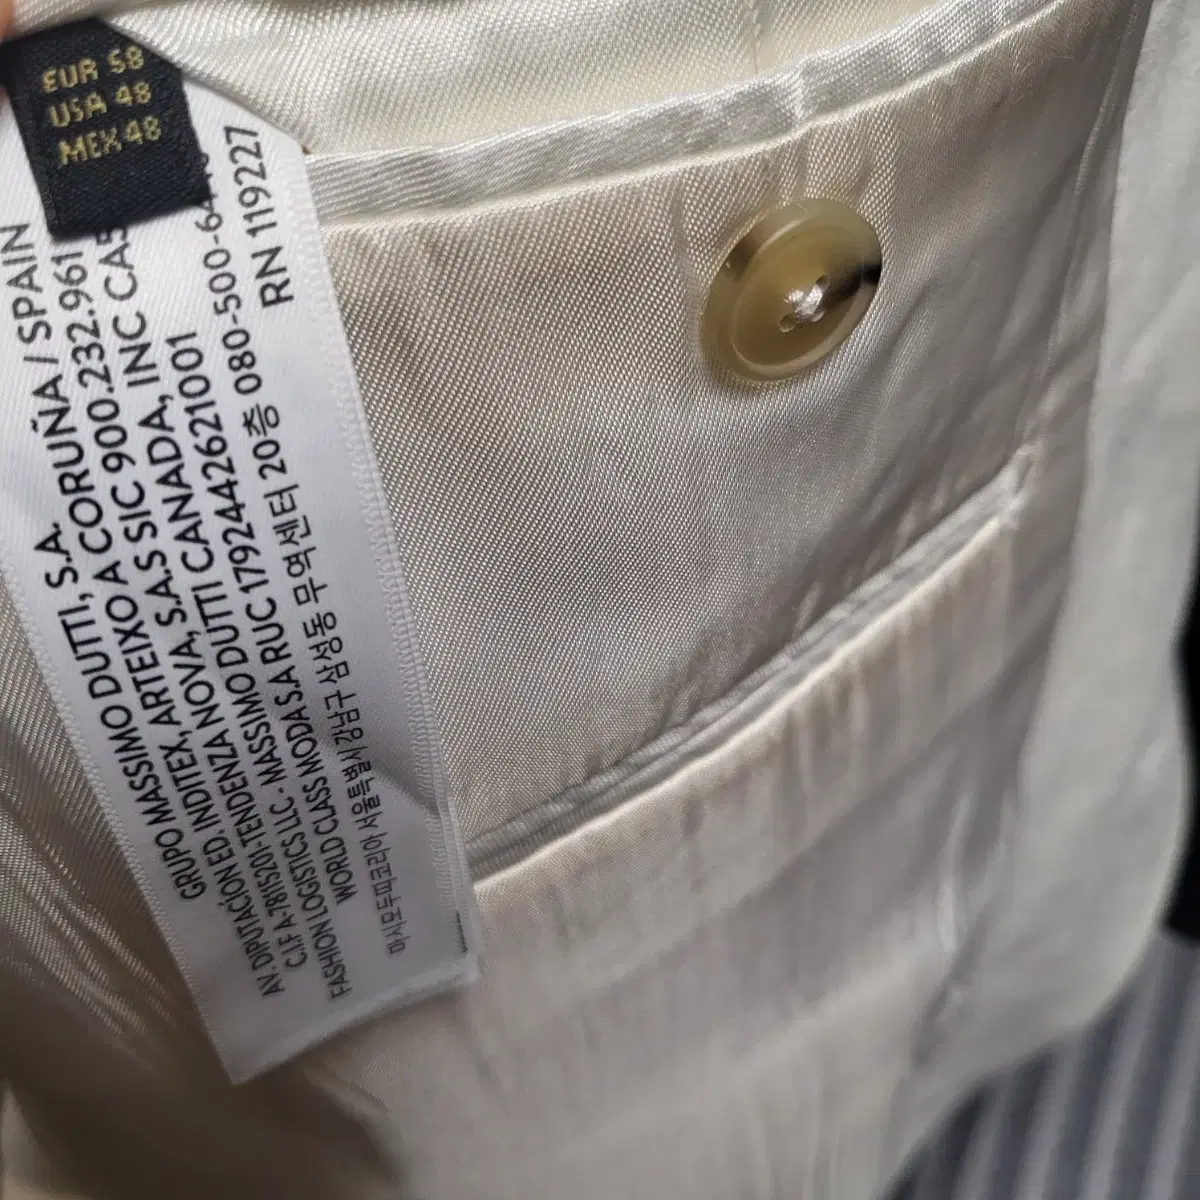 EUR 58
USA 48
MEX 48
GRUPO MASSIMO DUTTI, S.A.
AV. DIPUTACIÓN ED. INDITEX, ARTEIXO A CORUÑA / SPAIN
C.I.F A-78115201-TENDENZA NOVA, S.A.S SIC 900.232.961
FASHION LOGISTICS LLC - MASSIMO DUTTI CANADA, INC CA5
WORLD CLASS MODA S.A RUC 1792442621001
마시모두띠코리아 서울특별시 강남구 삼성동 무역센터 20층 080-500-64
RN 119227